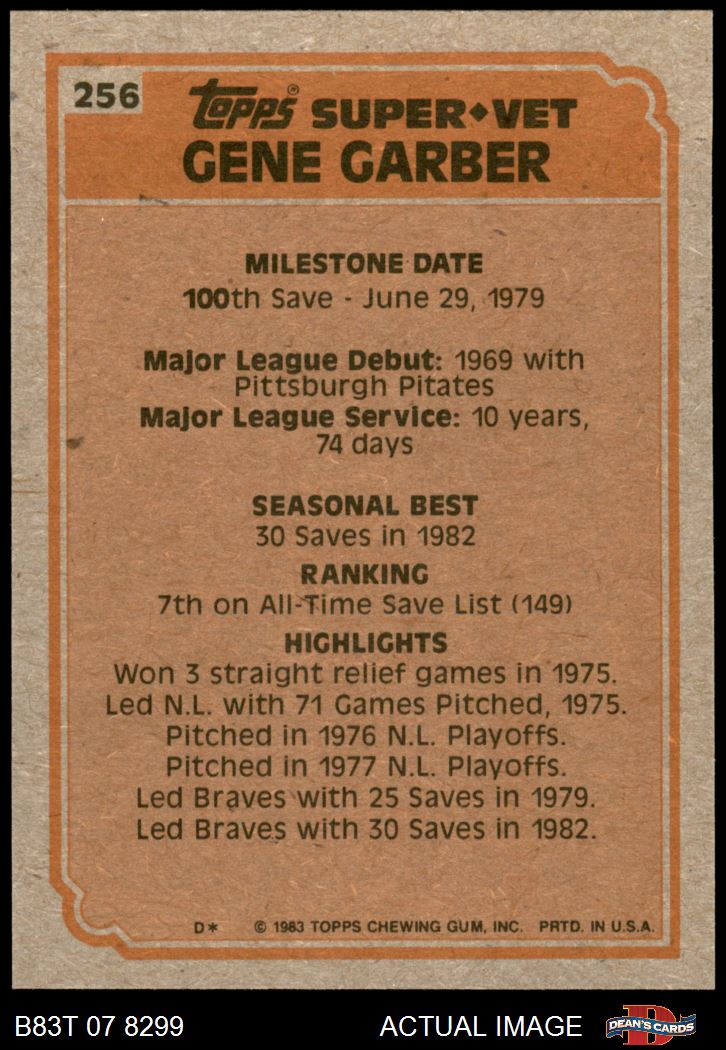 256
Topps® SUPER◆VET
GENE GARBER
MILESTONE DATE
100th Save - June 29, 1979
Major League Debut: 1969 with
Pittsburgh Pitates
Major League Service: 10 years,
74 days
SEASONAL BEST
30 Saves in 1982
RANKING
7th on All-Time Save List (149)
HIGHLIGHTS
Won 3 straight relief games in 1975.
Led N.L. with 71 Games Pitched, 1975.
Pitched in 1976 N.L. Playoffs.
Pitched in 1977 N.L. Playoffs.
Led Braves with 25 Saves in 1979.
Led Braves with 30 Saves in 1982.
D* © 1983 TOPPS CHEWING GUM, INC. PRTD. IN U.S.A.
B83T 07 8299 ACTUAL IMAGE D DEAN'S CARDS